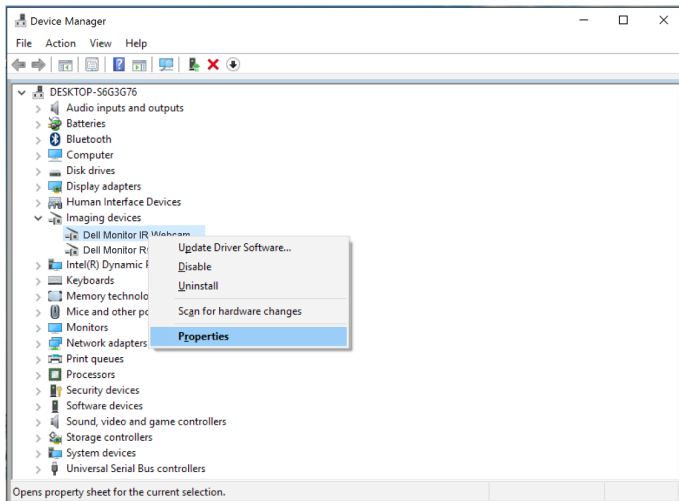 Device Manager
File Action View Help
DESKTOP-S6G3G76
Audio inputs and outputs
Batteries
Bluetooth
Computer
Disk drives
Display adapters
Human Interface Devices
Imaging devices
Dell Monitor IR Webcam
Dell Monitor
Update Driver Software...
Disable
Uninstall
Scan for hardware changes
Properties
Intel(R) Dynamic
Keyboards
Memory technolo
Mice and other po
Monitors
Network adapters
Print queues
Processors
Security devices
Software devices
Sound, video and game controllers
Storage controllers
System devices
Universal Serial Bus controllers
Opens property sheet for the current selection.